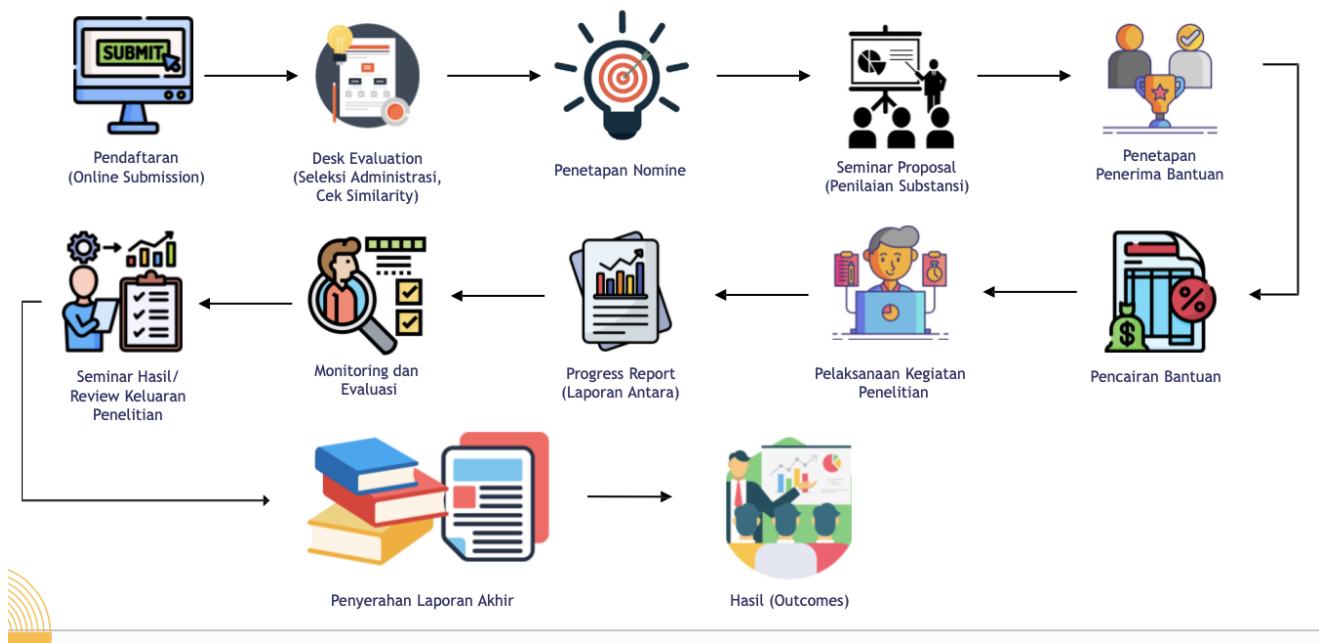 SUBMIT
Pendaftaran
(Online Submission)
Desk Evaluation
(Seleksi Administrasi,
Cek Similarity)
Penetapan Nomine
Seminar Proposal
(Penilaian Substansi)
Penetapan
Penerima Bantuan
Pencairan Bantuan
Pelaksanaan Kegiatan
Penelitian
Progress Report
(Laporan Antara)
Monitoring dan
Evaluasi
Seminar Hasil/
Review Keluaran
Penelitian
Penyerahan Laporan Akhir
Hasil (Outcomes)